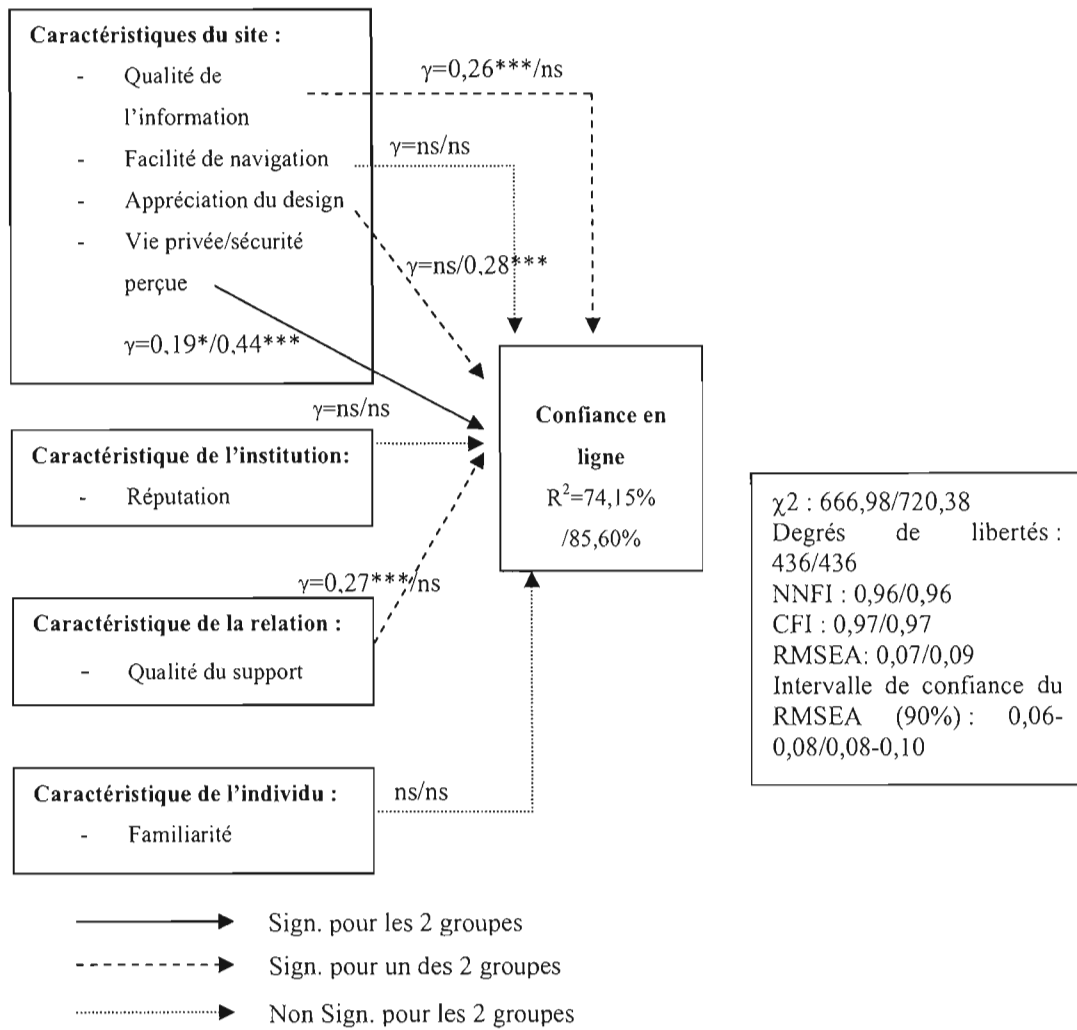 Caractéristiques du site :
- Qualité de
l'information
- Facilité de navigation
- Appréciation du design
- Vie privée/sécurité
perçue
γ=0,19*/0,44***
γ=0,26***/ns
γ=ns/ns
γ=ns/0,28***
γ=ns/ns
Caractéristique de l'institution:
- Réputation
γ=0,27***/ns
Caractéristique de la relation :
- Qualité du support
Caractéristique de l'individu :
- Familiarité
ns/ns
Confiance en
ligne
R²=74,15%
/85,60%
χ2 : 666,98/720,38
Degrés de libertés :
436/436
NNFI : 0,96/0,96
CFI : 0,97/0,97
RMSEA: 0,07/0,09
Intervalle de confiance du
RMSEA (90%) : 0,06-
0,08/0,08-0,10
Sign. pour les 2 groupes
Sign. pour un des 2 groupes
Non Sign. pour les 2 groupes